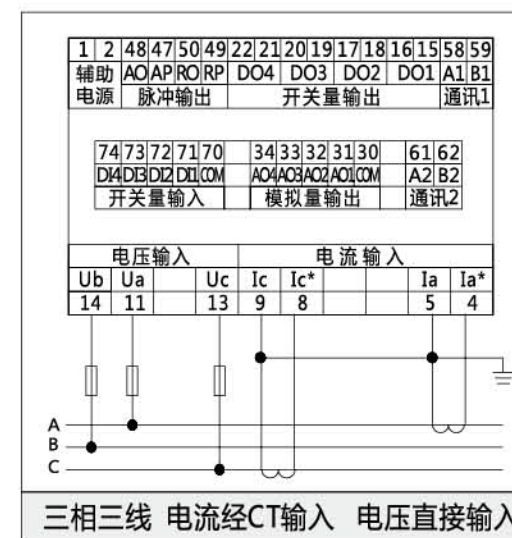 1 2 48 47 50 49 22 21 20 19 17 18 16 15 58 59
辅助 AO AP RO RP DO4 DO3 DO2 DO1 A1 B1
电源 脉冲输出 开关量输出 通讯1
74 73 72 71 70 34 33 32 31 30 61 62
DI4 DI3 DI2 DI1 COM AO4 AO3 AO2 AO1 COM A2 B2
开关量输入 模拟量输出 通讯2
电压输入 电流输入
Ub Ua Uc Ic Ic* Ia Ia*
14 11 13 9 8 5 4
A
B
C
三相三线 电流经CT输入 电压直接输入